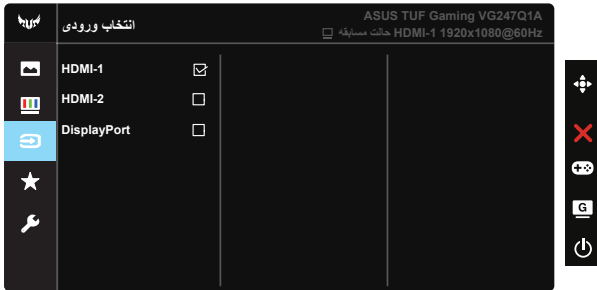 انتخاب ورودی
ASUS TUF Gaming VG247Q1A
حالت مسابقه HDMI-1 1920x1080@60Hz
HDMI-1
HDMI-2
DisplayPort
G